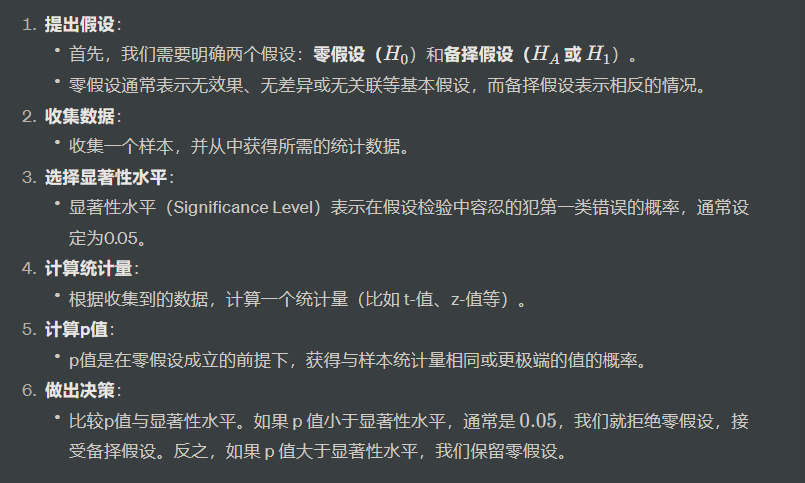 1. 提出假设：
• 首先，我们需要明确两个假设：零假设（H₀）和备择假设（H_A 或 H₁）。
• 零假设通常表示无效果、无差异或无关联等基本假设，而备择假设表示相反的情况。
2. 收集数据：
• 收集一个样本，并从中获得所需的统计数据。
3. 选择显著性水平：
• 显著性水平（Significance Level）表示在假设检验中容忍的犯第一类错误的概率，通常设
定为0.05。
4. 计算统计量：
• 根据收集到的数据，计算一个统计量（比如 t-值、z-值等）。
5. 计算p值：
• p值是在零假设成立的前提下，获得与样本统计量相同或更极端的值的概率。
6. 做出决策：
• 比较p值与显著性水平。如果 p 值小于显著性水平，通常是 0.05，我们就拒绝零假设，接
受备择假设。反之，如果 p 值大于显著性水平，我们保留零假设。